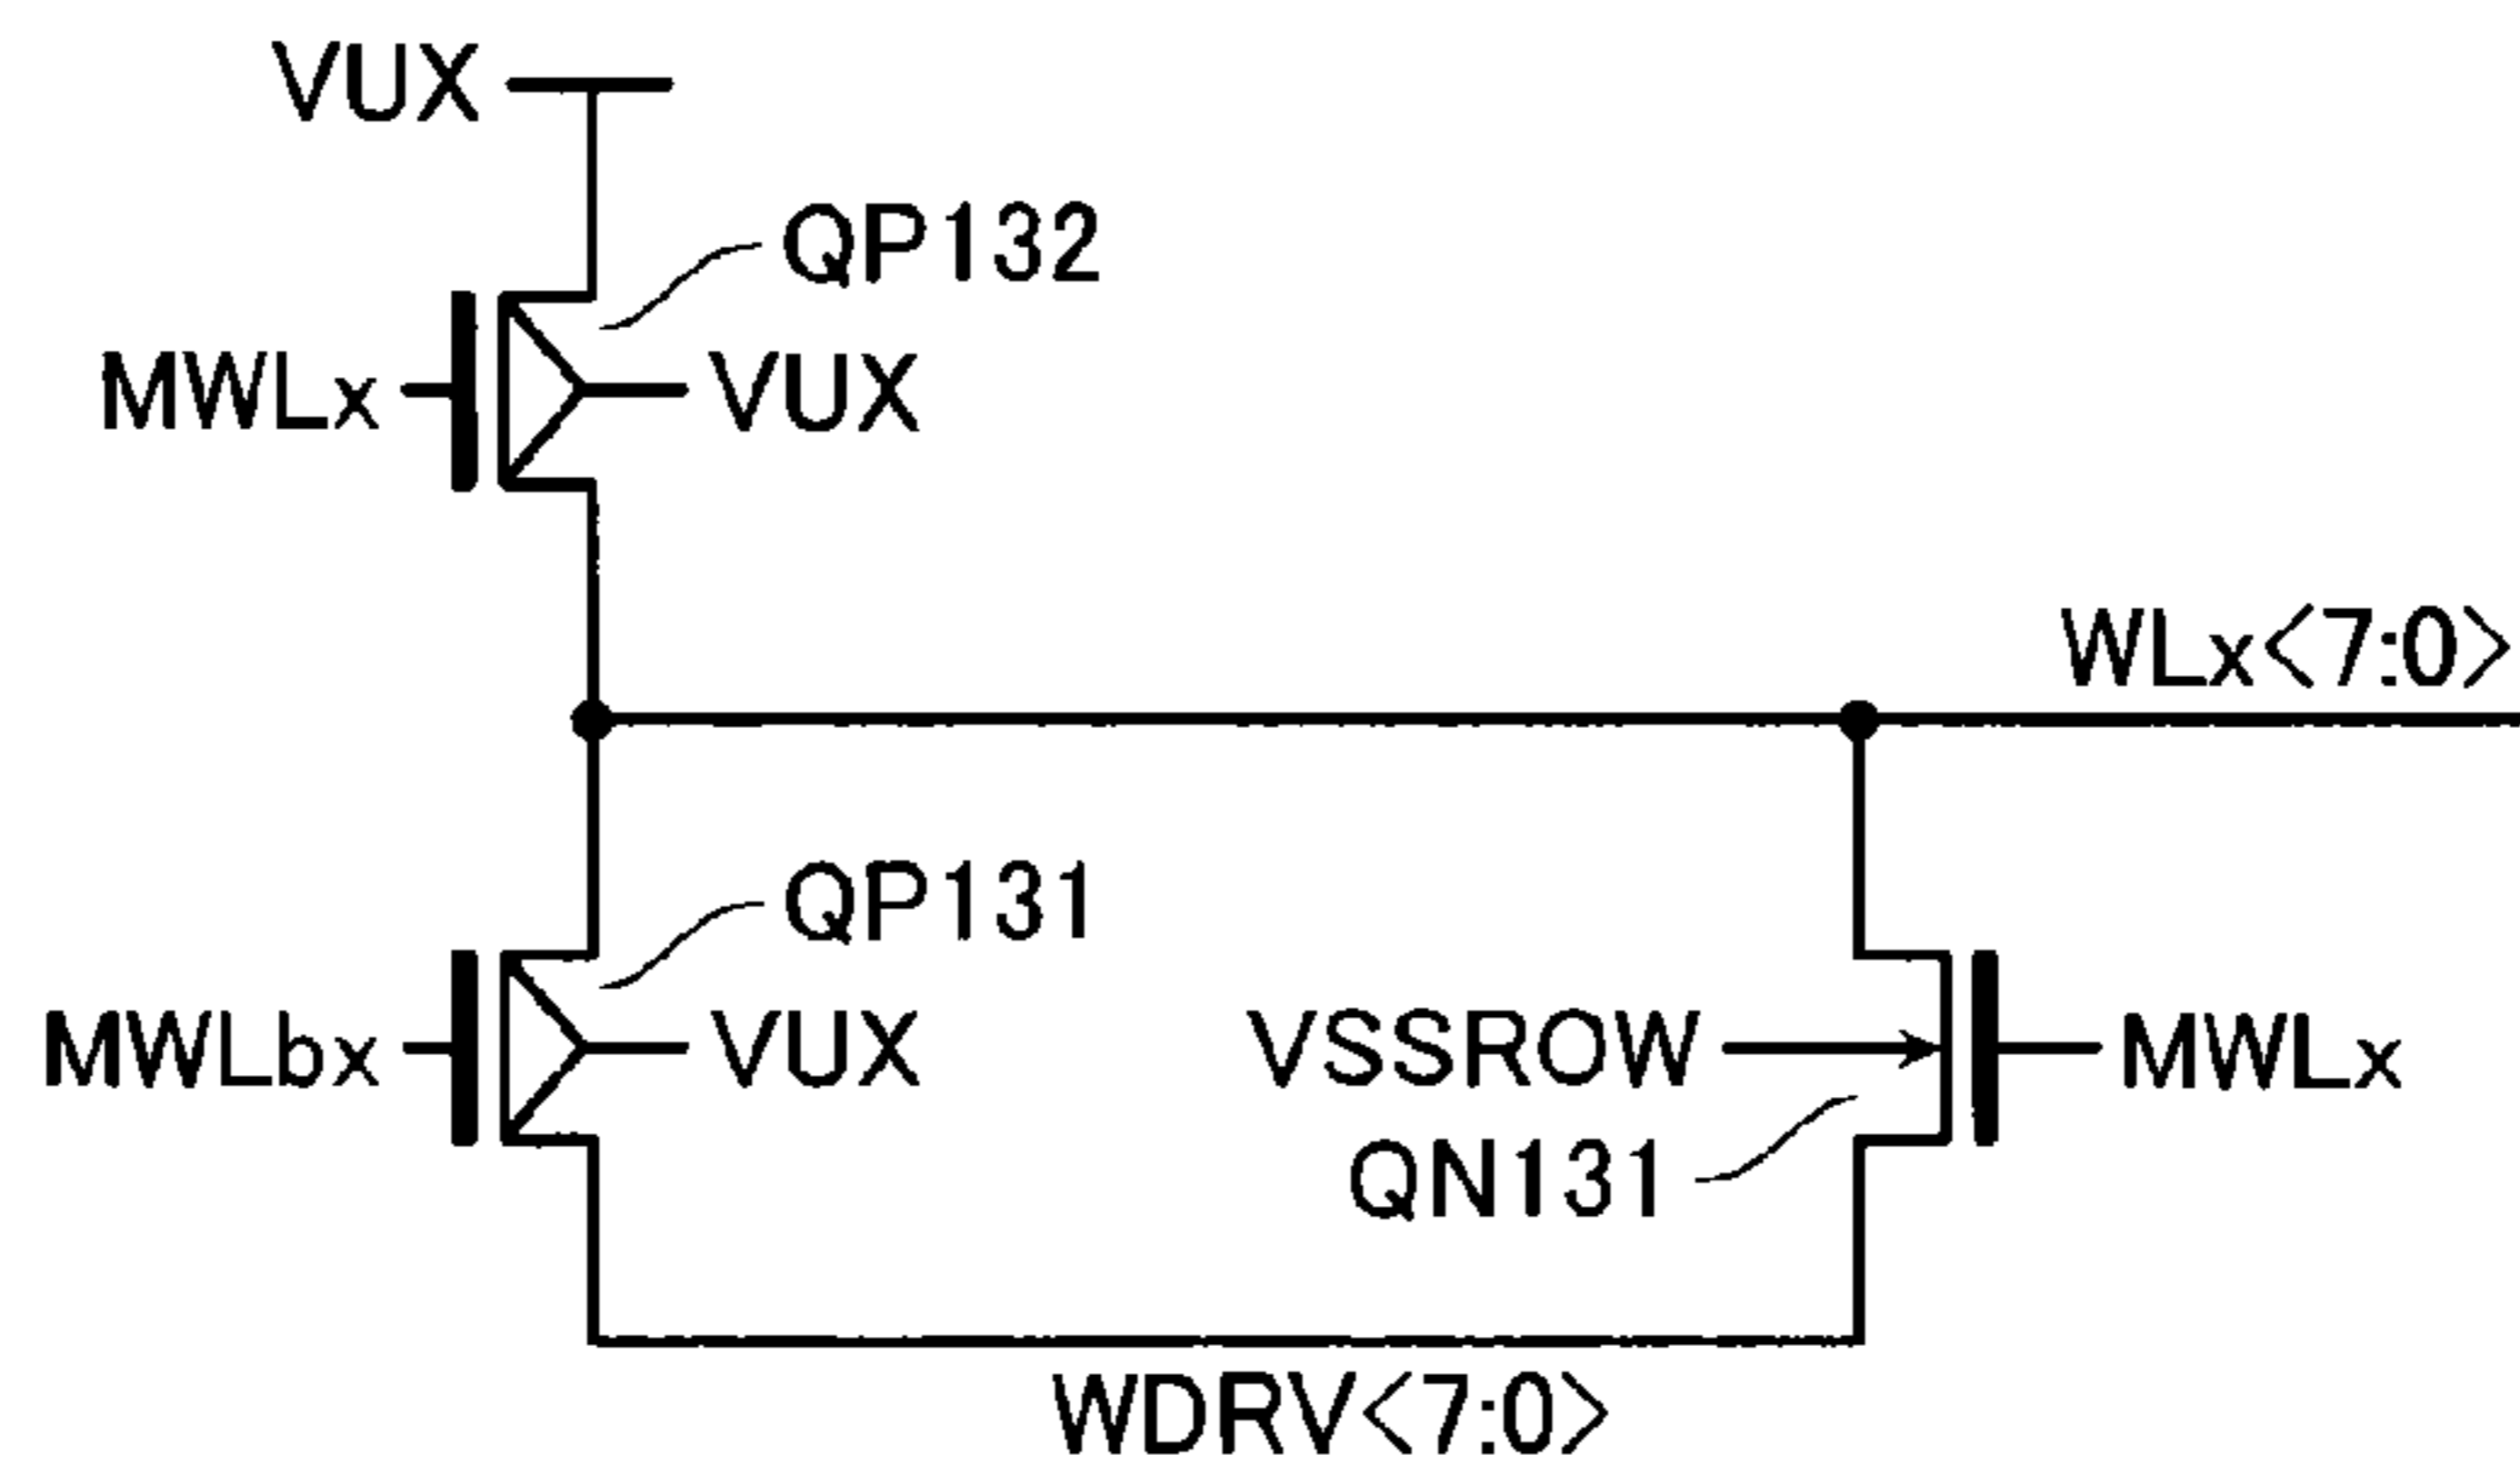 VUX
QP132
MWLx
VUX
WLx<7:0>
QP131
MWLbx
VUX
VSSROW
MWLx
QN131
WDRV<7:0>